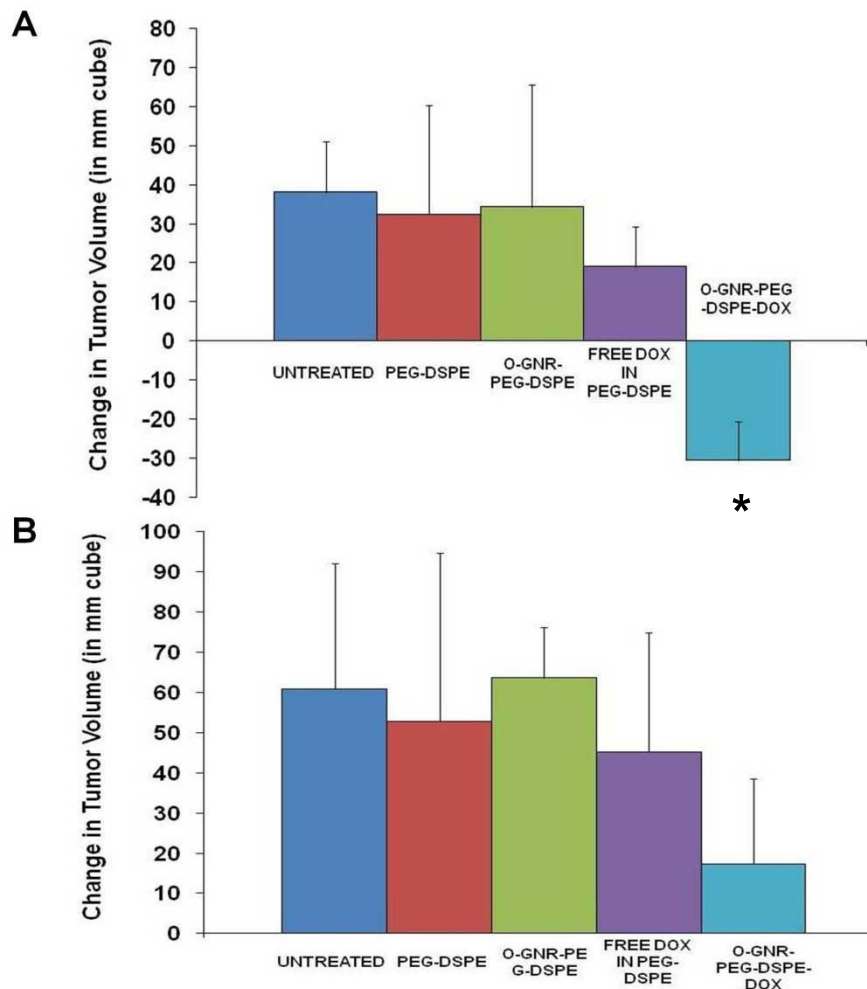 A
Change in Tumor Volume (in mm cube)
80
70
60
50
40
30
20
10
0
-10
-20
-30
-40
UNTREATED
PEG-DSPE
O-GNR-
PEG-DSPE
FREE DOX
IN
PEG-DSPE
O-GNR-PEG
-DSPE-DOX
*
B
Change in Tumor Volume (in mm cube)
100
90
80
70
60
50
40
30
20
10
0
UNTREATED
PEG-DSPE
O-GNR-PE
G-DSPE
FREE DOX
IN PEG-
DSPE
O-GNR-
PEG-DSPE-
DOX